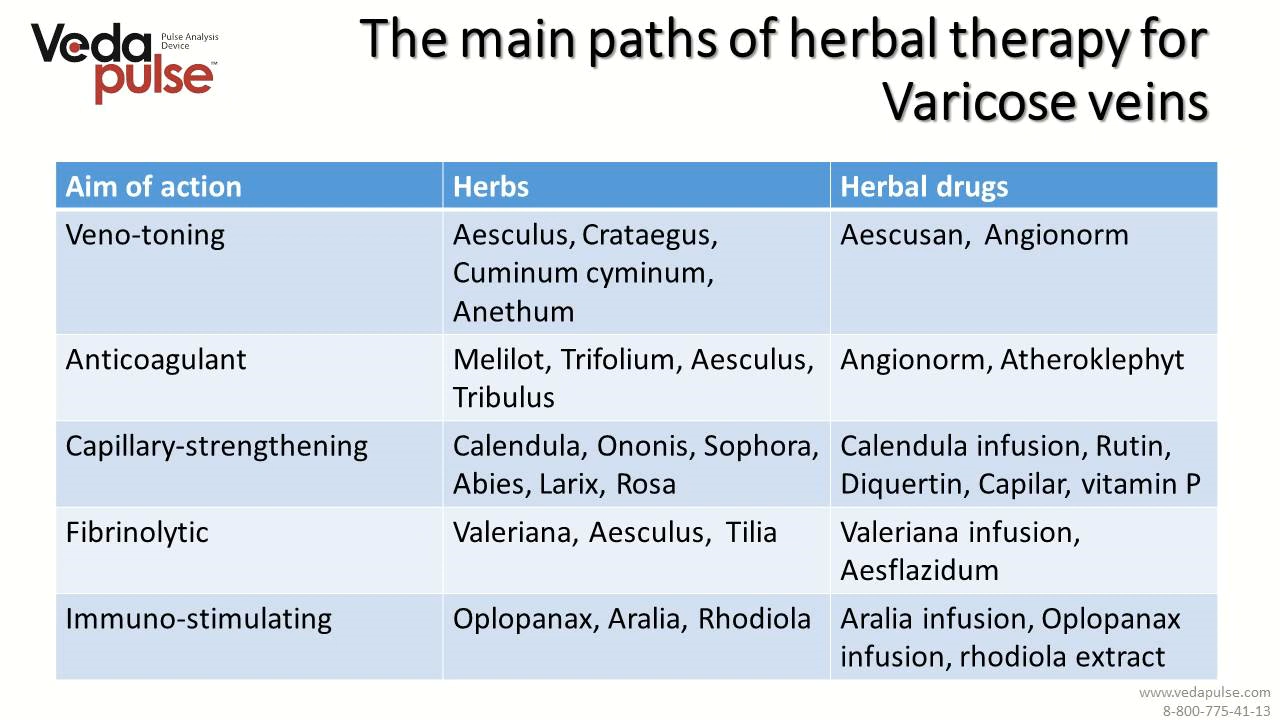 Veda
pulse™
Pulse Analysis
Device
The main paths of herbal therapy for
Varicose veins
Aim of action
Herbs
Herbal drugs
Veno-toning
Aesculus, Crataegus,
Cuminum cyminum,
Anethum
Aescusan, Angionorm
Anticoagulant
Melilot, Trifolium, Aesculus,
Tribulus
Angionorm, Atheroklephyt
Capillary-strengthening
Calendula, Ononis, Sophora,
Abies, Larix, Rosa
Calendula infusion, Rutin,
Diquertin, Capilar, vitamin P
Fibrinolytic
Valeriana, Aesculus, Tilia
Valeriana infusion,
Aesflazidum
Immuno-stimulating
Oplopanax, Aralia, Rhodiola
Aralia infusion, Oplopanax
infusion, rhodiola extract
www.vedapulse.com
8-800-775-41-13